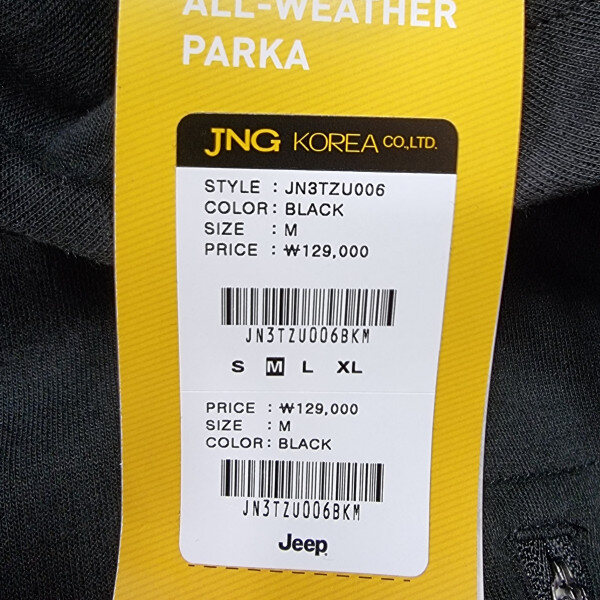 ALL-WEATHER
PARKA
JNG KOREA CO.,LTD.
STYLE : JN3TZU006
COLOR : BLACK
SIZE : M
PRICE : ₩129,000
JN3TZU006BKM
S M L XL
PRICE : ₩129,000
SIZE : M
COLOR : BLACK
JN3TZU006BKM
Jeep